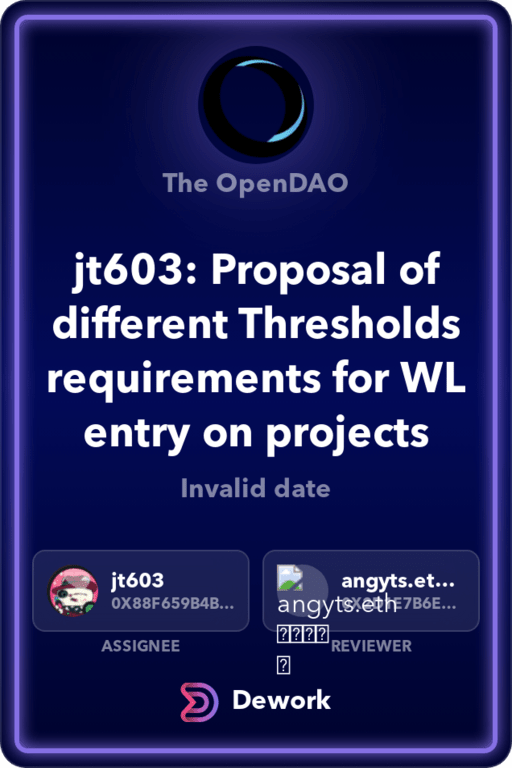 The OpenDAO
jt603: Proposal of
different Thresholds
requirements for WL
entry on projects
Invalid date
jt603
0X88F659B4B...
ASSIGNEE
angyts.et...
angyts.eth
REVIEWER
Dework